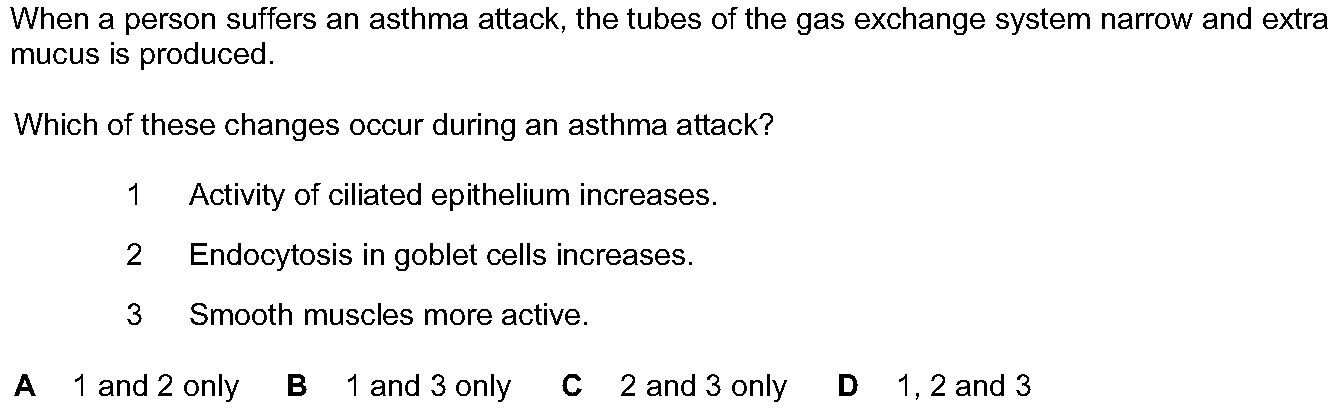 When a person suffers an asthma attack, the tubes of the gas exchange system narrow and extra
mucus is produced.
Which of these changes occur during an asthma attack?
1 Activity of ciliated epithelium increases.
2 Endocytosis in goblet cells increases.
3 Smooth muscles more active.
A 1 and 2 only B 1 and 3 only C 2 and 3 only D 1, 2 and 3